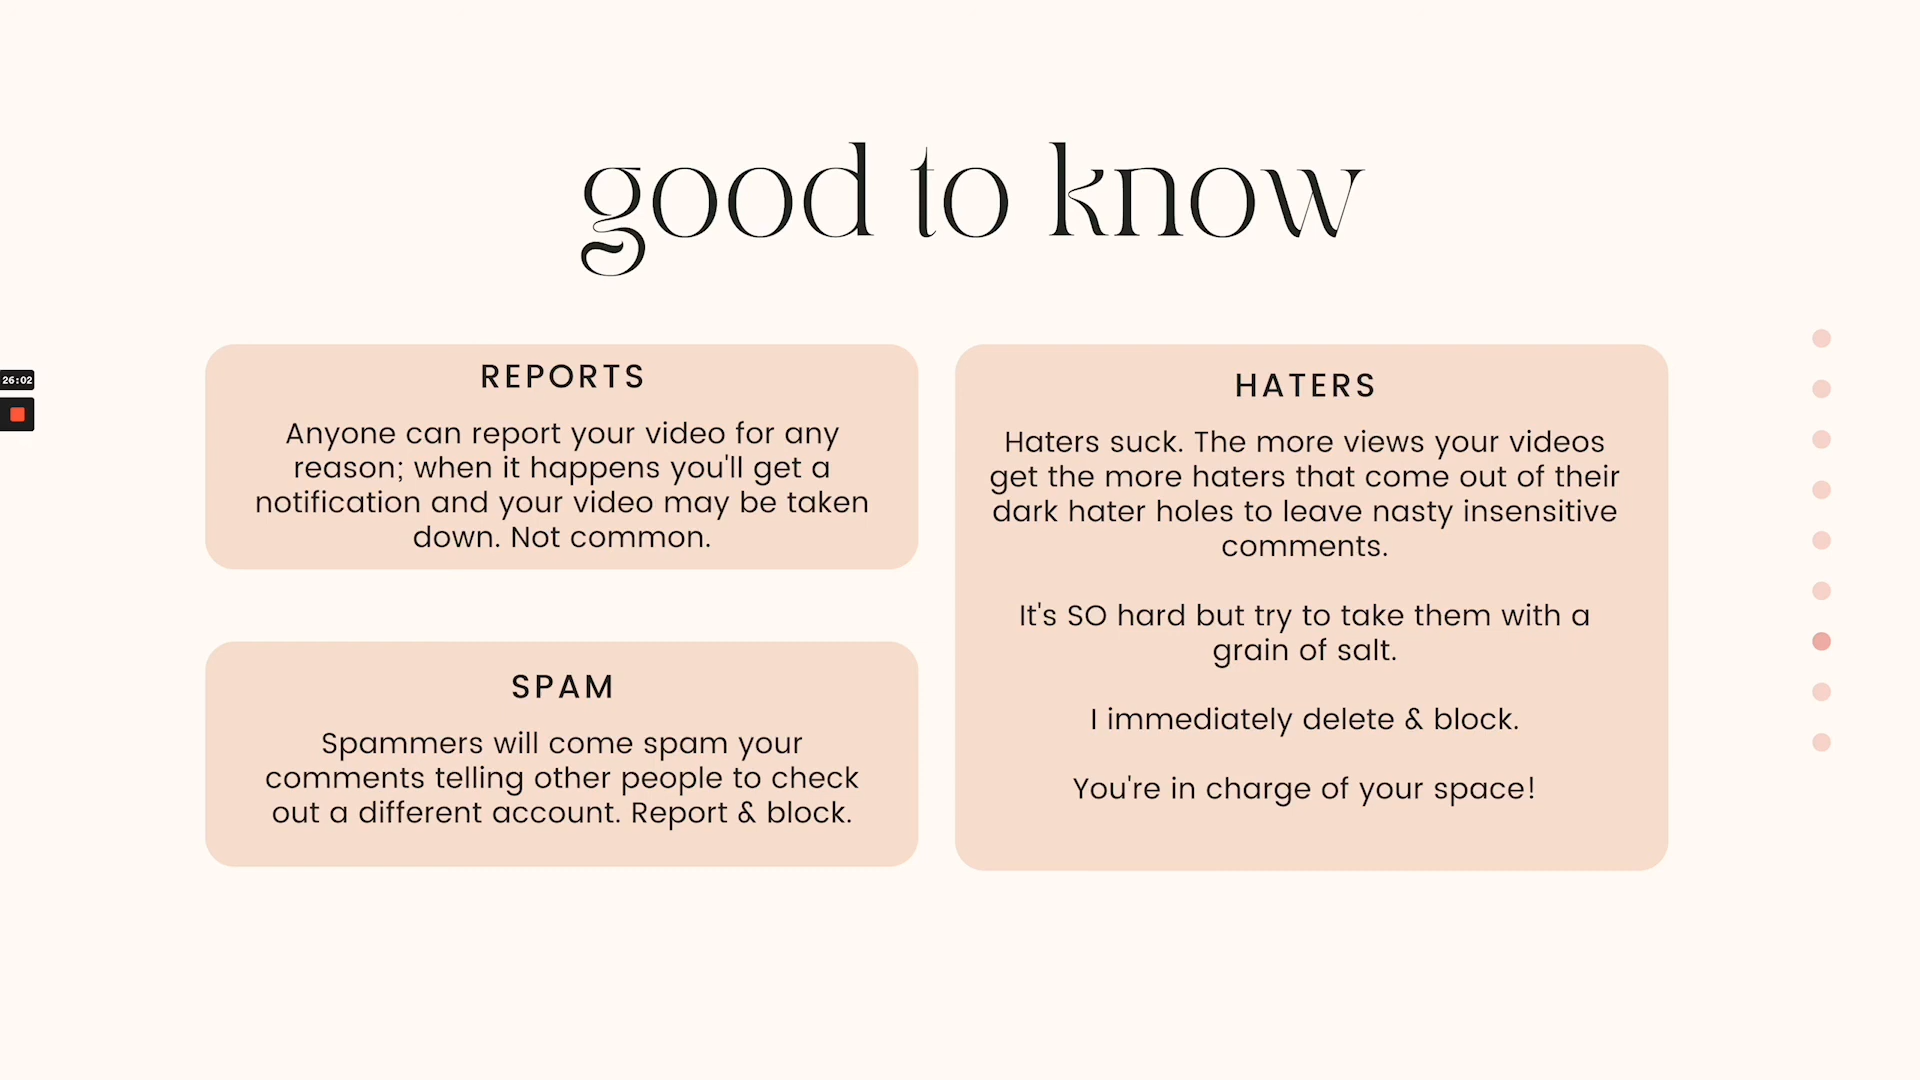 good to know
REPORTS
Anyone can report your video for any
reason; when it happens you'll get a
notification and your video may be taken
down. Not common.
SPAM
Spammers will come spam your
comments telling other people to check
out a different account. Report & block.
HATERS
Haters suck. The more views your videos
get the more haters that come out of their
dark hater holes to leave nasty insensitive
comments.
It's SO hard but try to take them with a
grain of salt.
I immediately delete & block.
You're in charge of your space!
26:02